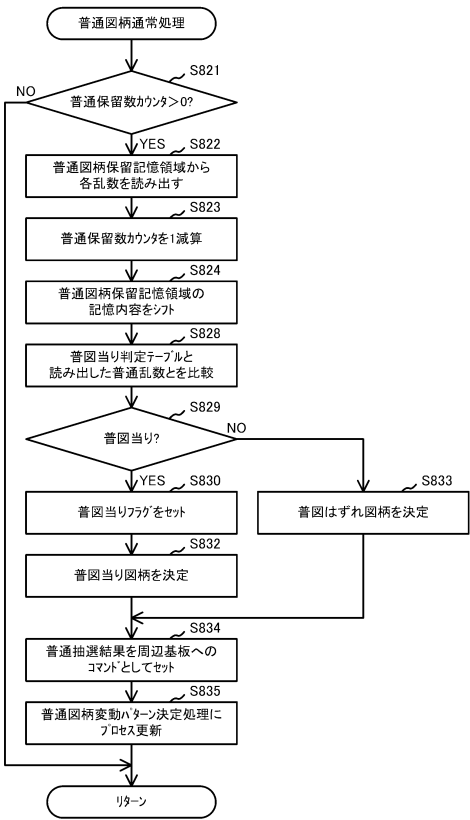 普通図柄通常処理
S821
普通保留数ｶｳﾝﾀ＞0?
NO
YES
S822
普通図柄保留記憶領域から
各乱数を読み出す
S823
普通保留数ｶｳﾝﾀを1減算
S824
普通図柄保留記憶領域の
記憶内容をｼﾌﾄ
S828
普図当り判定ﾃｰﾌﾞﾙと
読み出した普通乱数とを比較
S829
普図当り?
NO
YES
S830
普図当りﾌﾗｸﾞをｾｯﾄ
S833
普図はずれ図柄を決定
S832
普図当り図柄を決定
S834
普通抽選結果を周辺基板への
ｺﾏﾝﾄﾞとしてｾｯﾄ
S835
普通図柄変動ﾊﾟﾀｰﾝ決定処理に
ﾌﾟﾛｾｽ更新
ﾘﾀｰﾝ